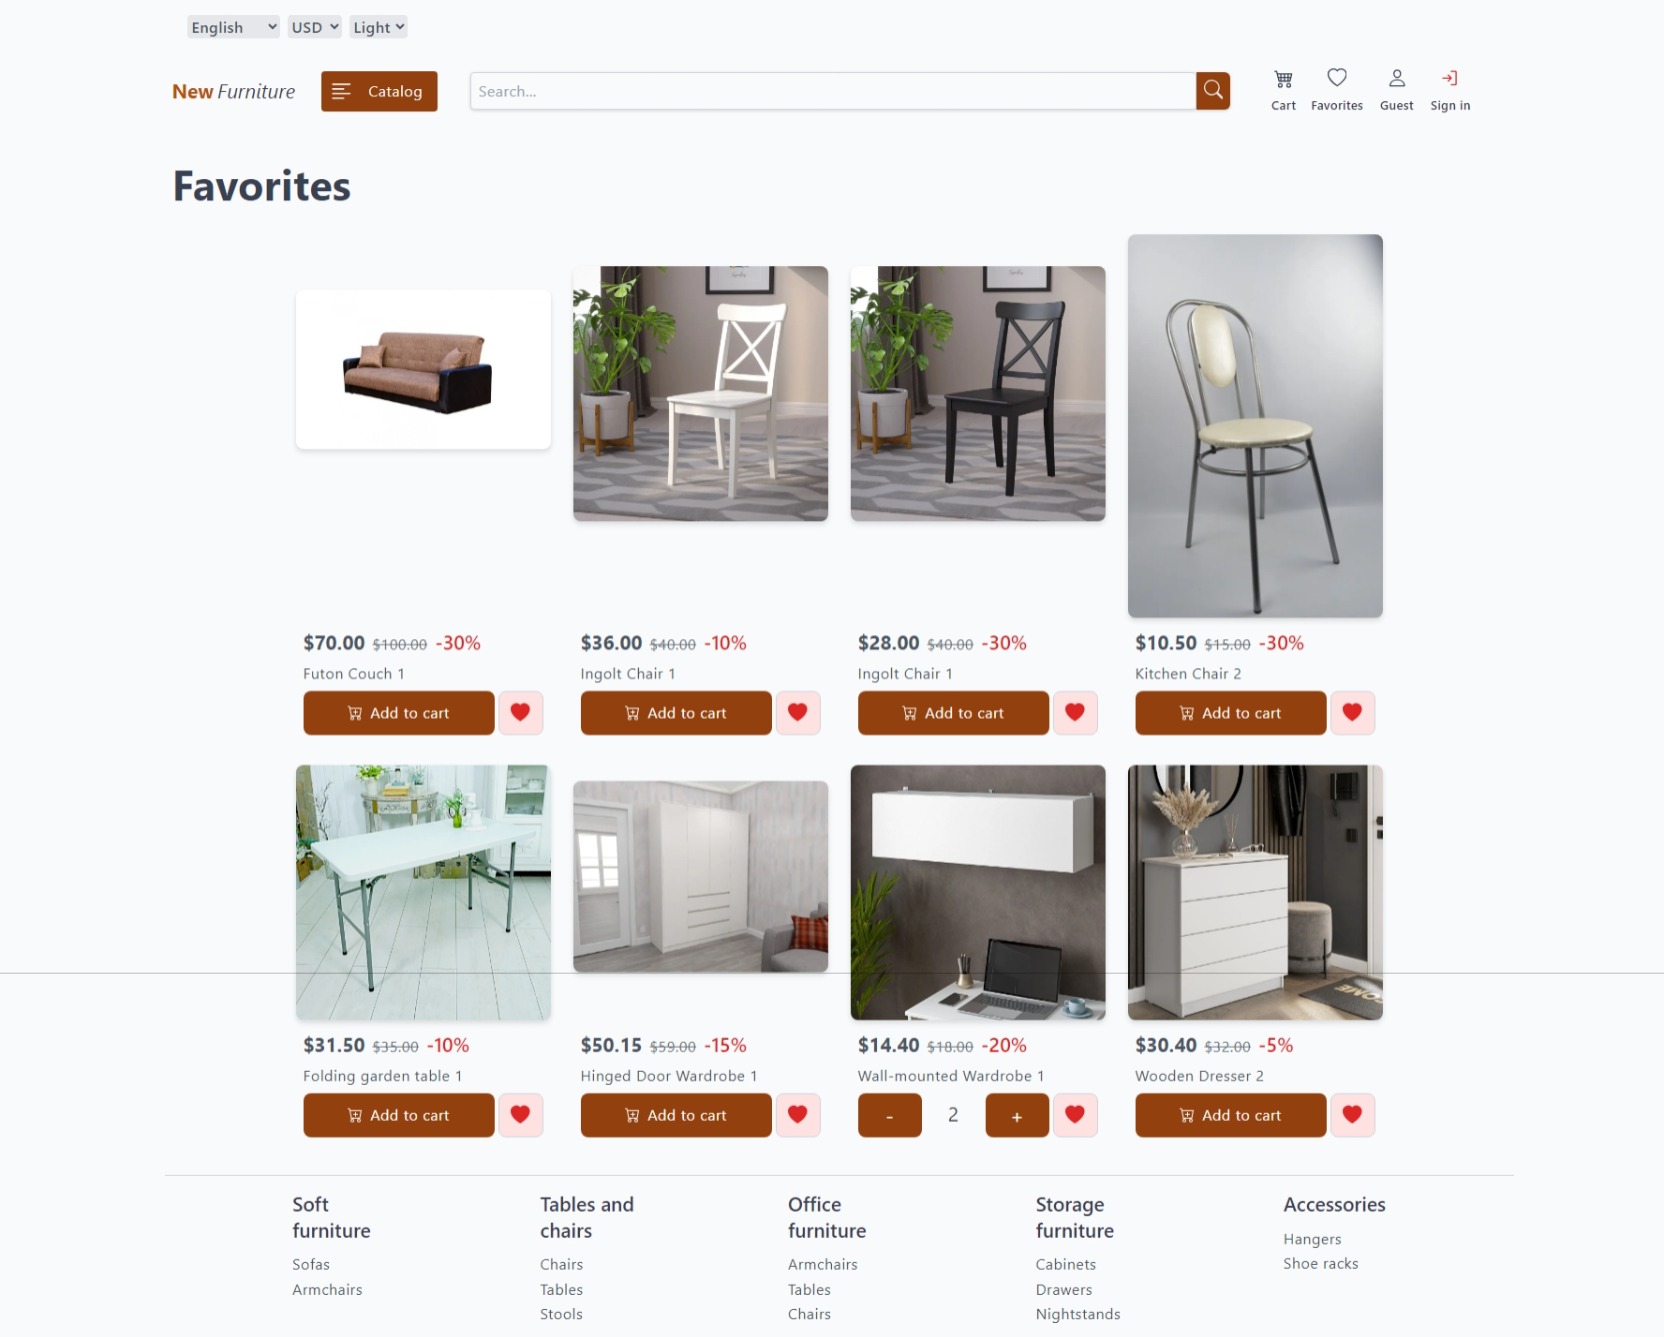 English USD Light
New Furniture Catalog Search... Cart Favorites Guest Sign in
Favorites
$70.00 $100.00 -30% $36.00 $40.00 -10% $28.00 $40.00 -30% $10.50 $15.00 -30%
Futon Couch 1 Ingolt Chair 1 Ingolt Chair 1 Kitchen Chair 2
Add to cart Add to cart Add to cart Add to cart
$31.50 $35.00 -10% $50.15 $59.00 -15% $14.40 $18.00 -20% $30.40 $32.00 -5%
Folding garden table 1 Hinged Door Wardrobe 1 Wall-mounted Wardrobe 1 Wooden Dresser 2
Add to cart Add to cart - 2 + Add to cart
Soft
furniture
Sofas
Armchairs
Tables and
chairs
Chairs
Tables
Stools
Office
furniture
Armchairs
Tables
Chairs
Storage
furniture
Cabinets
Drawers
Nightstands
Accessories
Hangers
Shoe racks